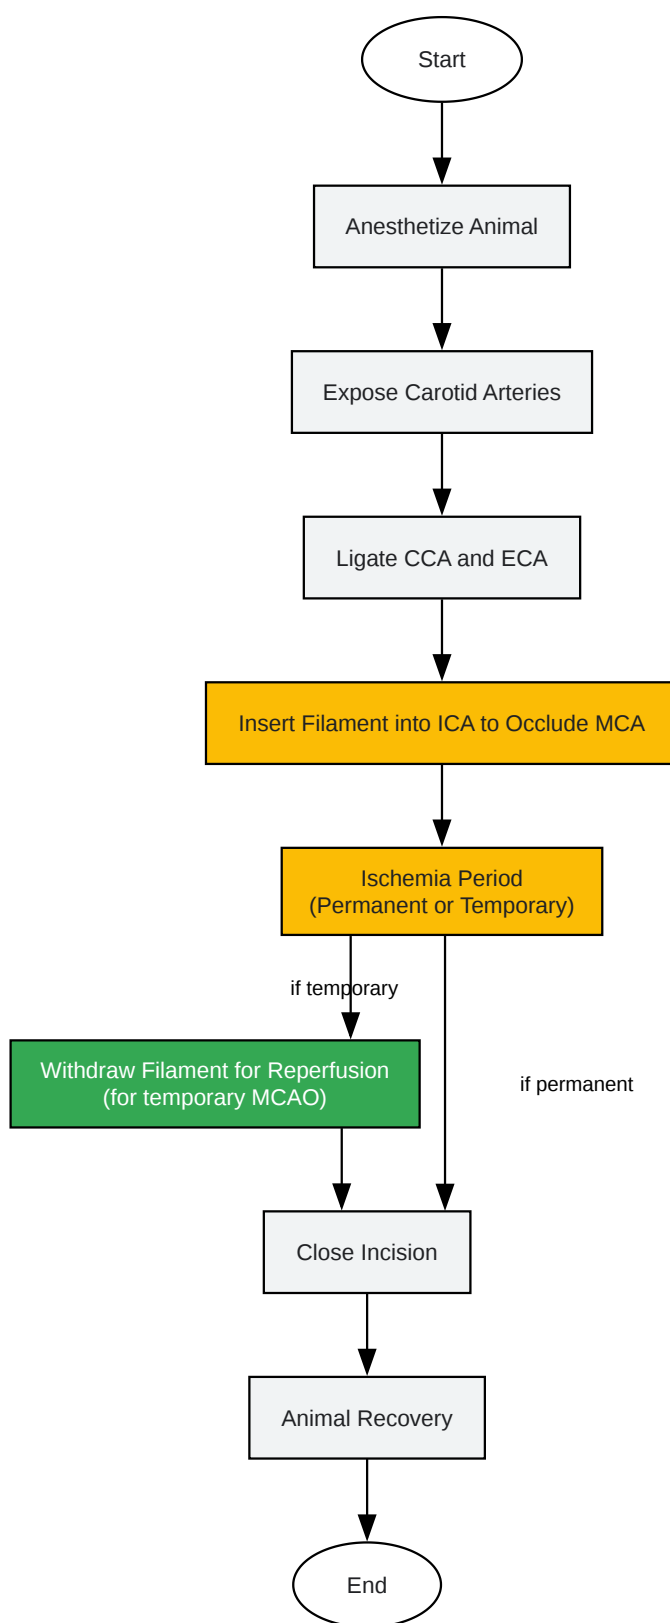 Start
Anesthetize Animal
Expose Carotid Arteries
Ligate CCA and ECA
Insert Filament into ICA to Occlude MCA
Ischemia Period
(Permanent or Temporary)
if temporary
Withdraw Filament for Reperfusion
(for temporary MCAO)
if permanent
Close Incision
Animal Recovery
End